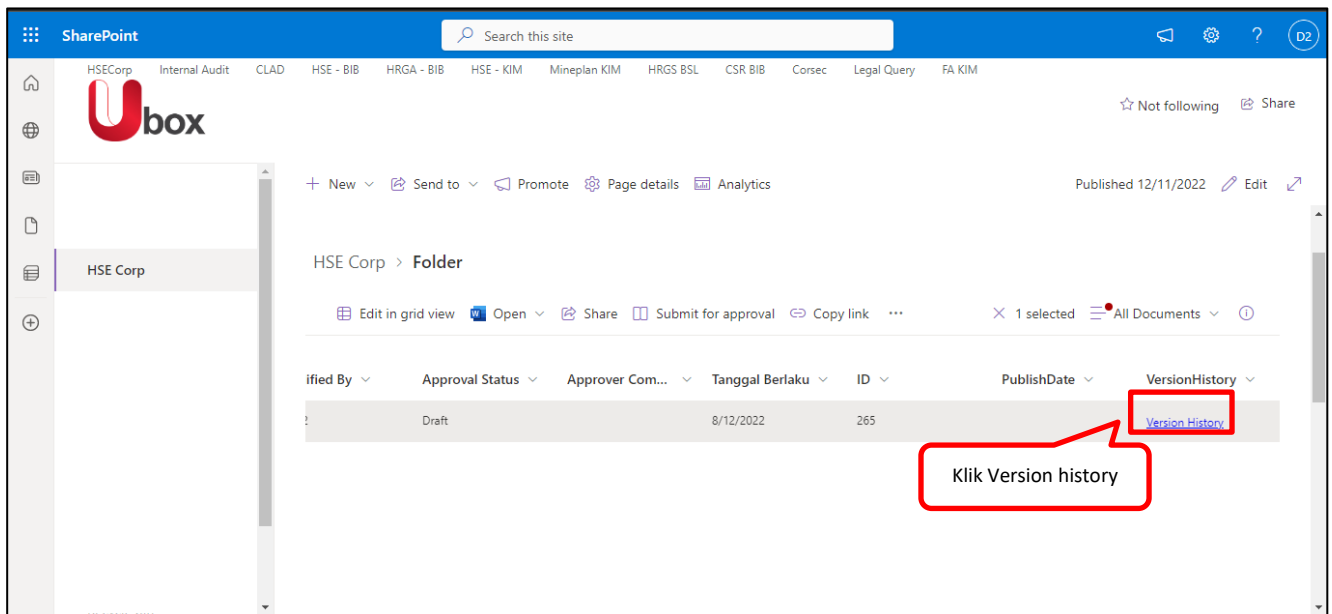 SharePoint
Search this site
D2
HSECorp Internal Audit CLAD HSE - BIB HRGA - BIB HSE - KIM Mineplan KIM HRGS BSL CSR BIB Corsec Legal Query FA KIM
Ubox
Not following Share
New Send to Promote Page details Analytics Published 12/11/2022 Edit
HSE Corp
HSE Corp > Folder
Edit in grid view Open Share Submit for approval Copy link ... 1 selected All Documents
ified By Approval Status Approver Com... Tanggal Berlaku ID PublishDate VersionHistory
2 Draft 8/12/2022 265 Version History
Klik Version history